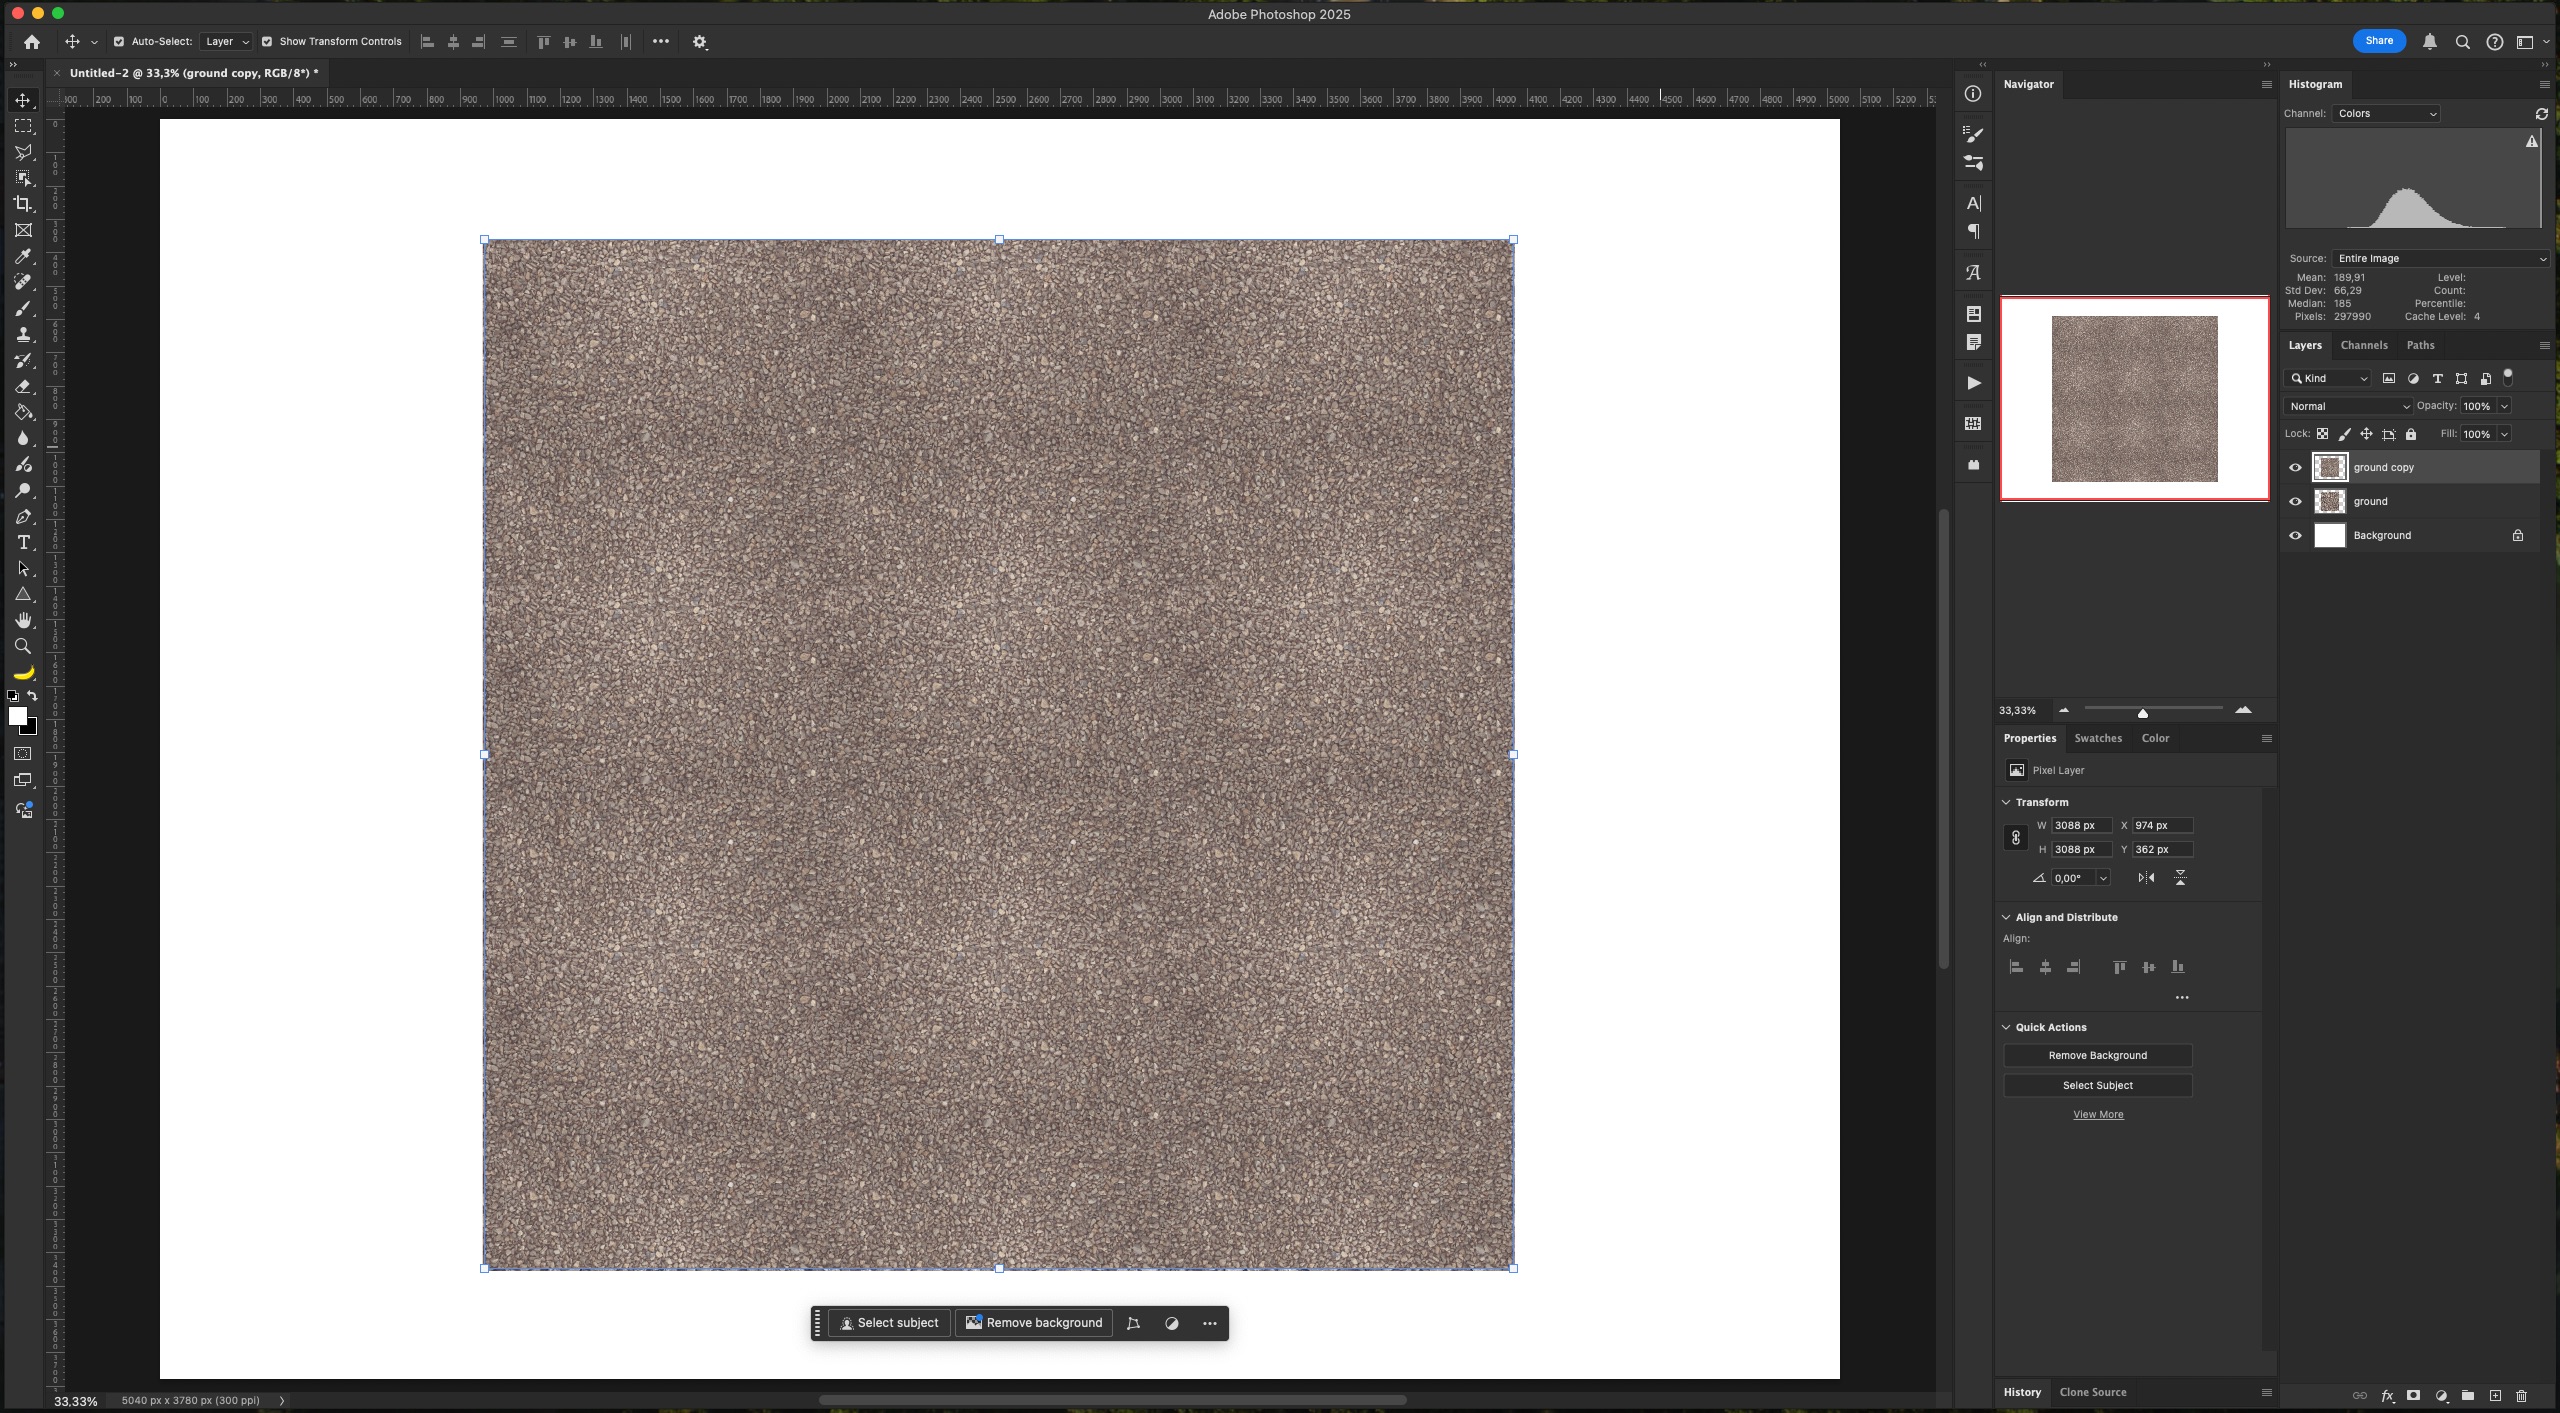 Adobe Photoshop 2025
Auto-Select: Layer Show Transform Controls
Share
Untitled-2 @ 33,3% (ground copy, RGB/8*) *
200 100 0 100 200 300 400 500 600 700 800 900 1000 1100 1200 1300 1400 1500 1600 1700 1800 1900 2000 2100 2200 2300 2400 2500 2600 2700 2800 2900 3000 3100 3200 3300 3400 3500 3600 3700 3800 3900 4000 4100 4200 4300 4400 4500 4600 4700 4800 4900 5000 5100 5200
Navigator
33,33%
Properties Swatches Color
Pixel Layer
Transform
W 3088 px X 974 px
H 3088 px Y 362 px
0,00°
Align and Distribute
Align:
Quick Actions
Remove Background
Select Subject
View More
History Clone Source
Histogram
Channel: Colors
Source: Entire Image
Mean: 189,91 Level:
Std Dev: 66,29 Count:
Median: 185 Percentile:
Pixels: 297990 Cache Level: 4
Layers Channels Paths
Kind
Normal Opacity: 100%
Lock: Fill: 100%
ground copy
ground
Background
Select subject Remove background
33,33% 5040 px x 3780 px (300 ppi)